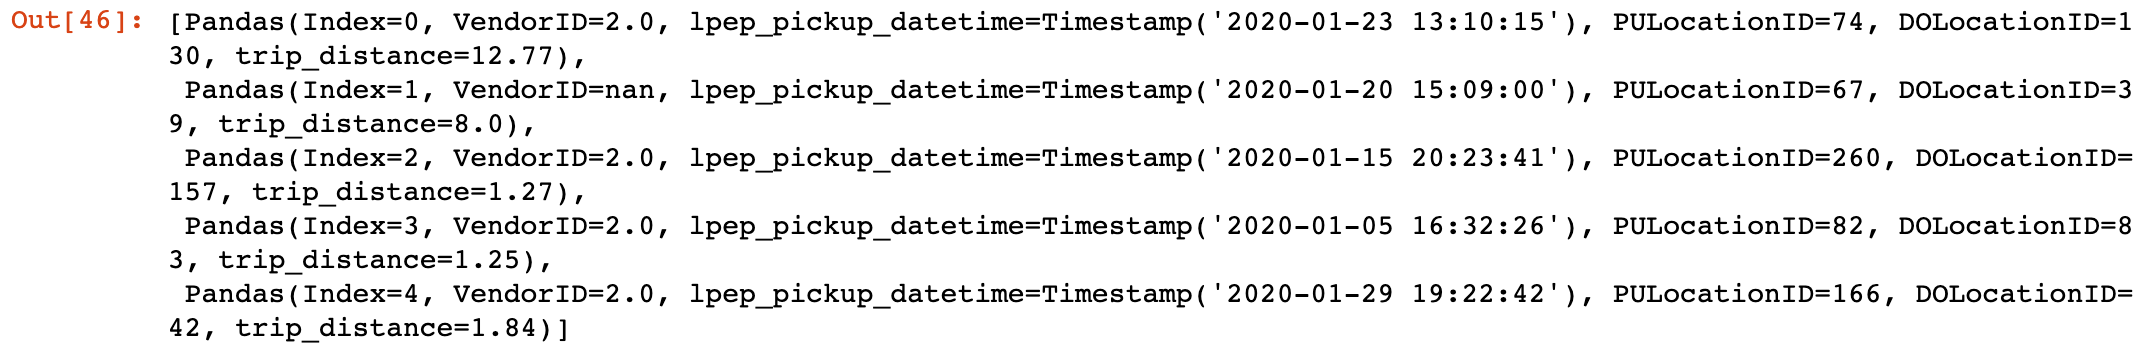 Out[46]: [Pandas(Index=0, VendorID=2.0, lpep_pickup_datetime=Timestamp('2020-01-23 13:10:15'), PULocationID=74, DOLocationID=1
30, trip_distance=12.77),
Pandas(Index=1, VendorID=nan, lpep_pickup_datetime=Timestamp('2020-01-20 15:09:00'), PULocationID=67, DOLocationID=3
9, trip_distance=8.0),
Pandas(Index=2, VendorID=2.0, lpep_pickup_datetime=Timestamp('2020-01-15 20:23:41'), PULocationID=260, DOLocationID=
157, trip_distance=1.27),
Pandas(Index=3, VendorID=2.0, lpep_pickup_datetime=Timestamp('2020-01-05 16:32:26'), PULocationID=82, DOLocationID=8
3, trip_distance=1.25),
Pandas(Index=4, VendorID=2.0, lpep_pickup_datetime=Timestamp('2020-01-29 19:22:42'), PULocationID=166, DOLocationID=
42, trip_distance=1.84)]